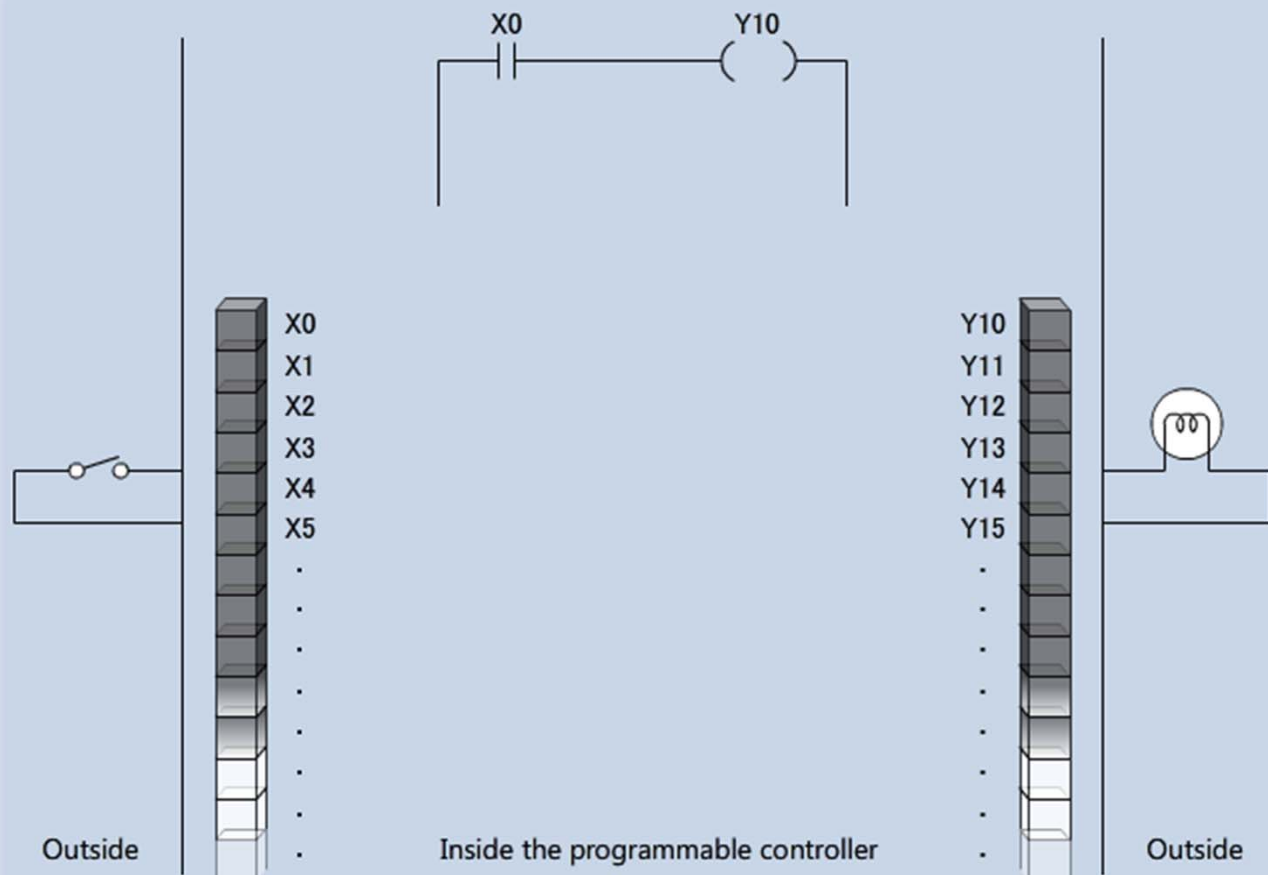 X0 Y10
X0 Y10
X1 Y11
X2 Y12
X3 Y13
X4 Y14
X5 Y15
Outside Inside the programmable controller Outside